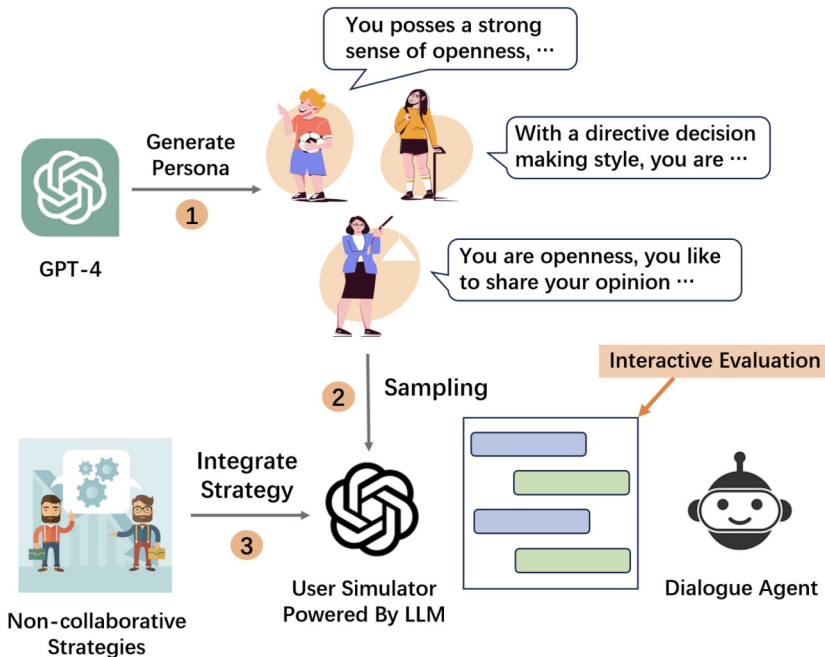 You posses a strong
sense of openness, ···
Generate
Persona
1
With a directive decision
making style, you are ···
GPT-4
You are openness, you like
to share your opinion ···
Interactive Evaluation
2
Sampling
Integrate
Strategy
3
User Simulator
Powered By LLM
Dialogue Agent
Non-collaborative
Strategies